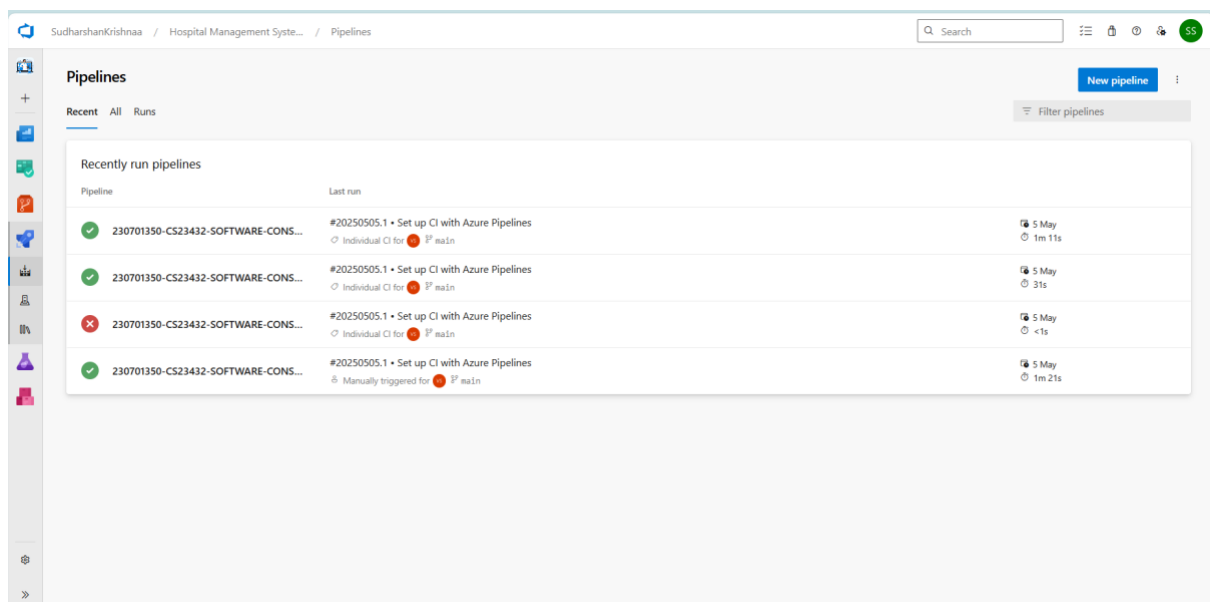 SudharshanKrishnaa / Hospital Management Syste... / Pipelines
Search
SS
Pipelines
New pipeline
Recent All Runs
Filter pipelines
Recently run pipelines
Pipeline Last run
230701350-CS23432-SOFTWARE-CONS...
#20250505.1 • Set up CI with Azure Pipelines
Individual CI for VS main
5 May
1m 11s
230701350-CS23432-SOFTWARE-CONS...
#20250505.1 • Set up CI with Azure Pipelines
Individual CI for VS main
5 May
31s
230701350-CS23432-SOFTWARE-CONS...
#20250505.1 • Set up CI with Azure Pipelines
Individual CI for VS main
5 May
<1s
230701350-CS23432-SOFTWARE-CONS...
#20250505.1 • Set up CI with Azure Pipelines
Manually triggered for VS main
5 May
1m 21s